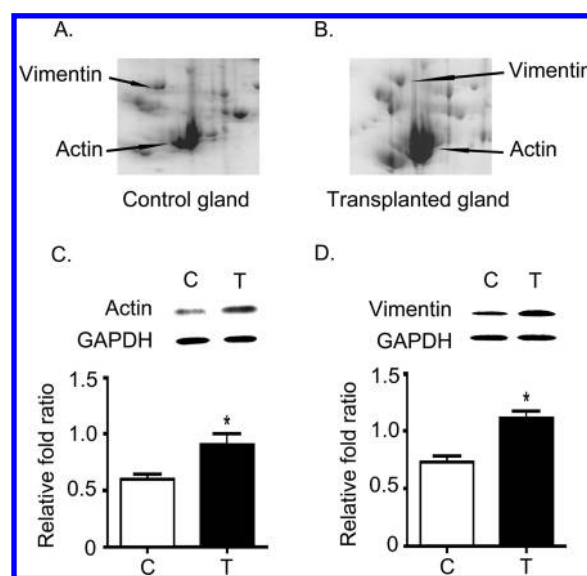 A.
B.
Vimentin
Actin
Vimentin
Actin
Control gland
Transplanted gland
C.
D.
C T
Actin
GAPDH
C T
Vimentin
GAPDH
Relative fold ratio
1.5
1.0
0.5
0
*
C T
Relative fold ratio
1.5
1.0
0.5
0
*
C T